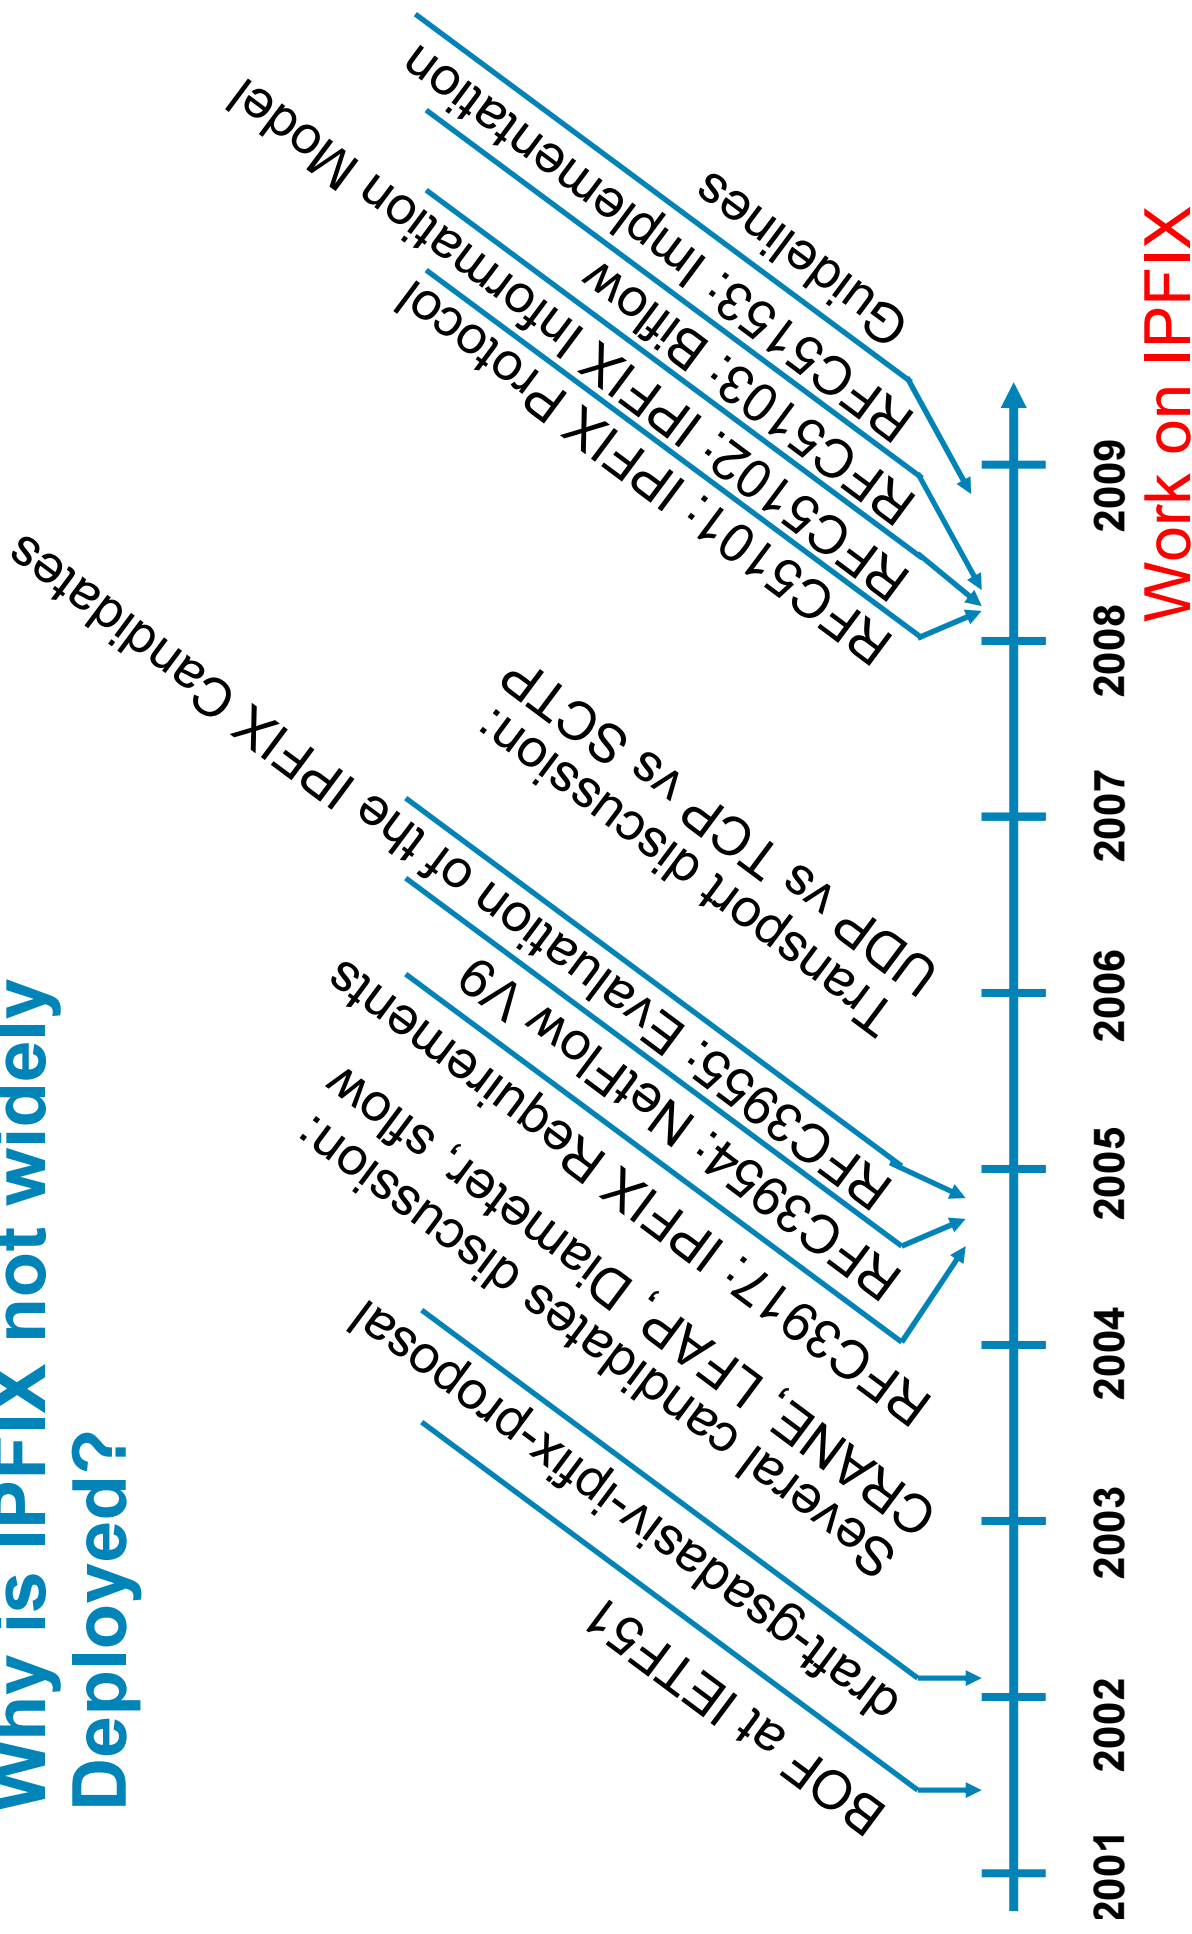 Why is IPFIX not widely
Deployed?
BOF at IETF51
draft-gsadasiv-ipfix-proposal
Several candidates discussion:
CRANE, LFAP, Diameter, sflow
RFC3917: IPFIX Requirements
RFC3954: NetFlow V9
RFC3955: Evaluation of the IPFIX Candidates
Transport discussion:
UDP vs TCP vs SCTP
RFC5101: IPFIX Protocol
RFC5102: IPFIX Information Model
RFC5103: Biflow
RFC5153: Implementation
Guidelines
2001 2002 2003 2004 2005 2006 2007 2008 2009
Work on IPFIX